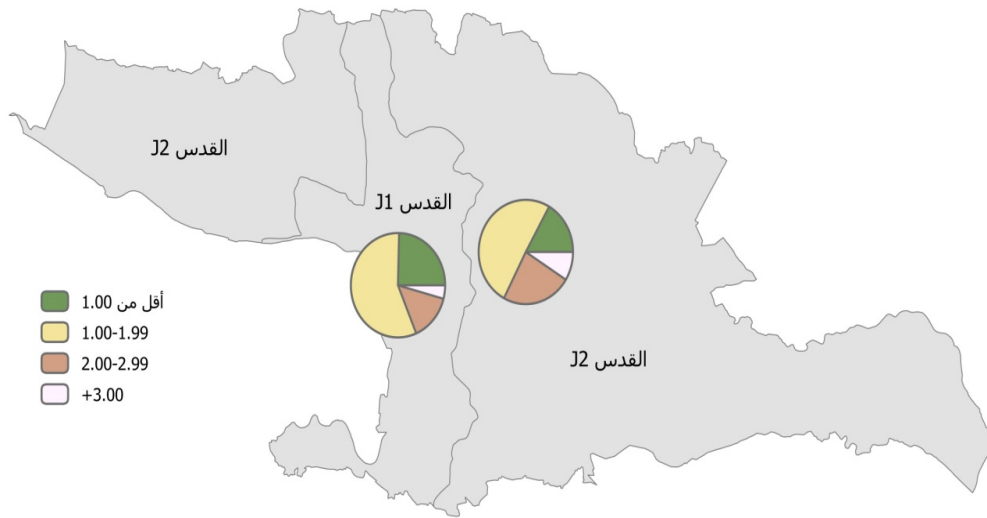 القدس J2
القدس J1
القدس J2
أقل من 1.00
1.00-1.99
2.00-2.99
+3.00